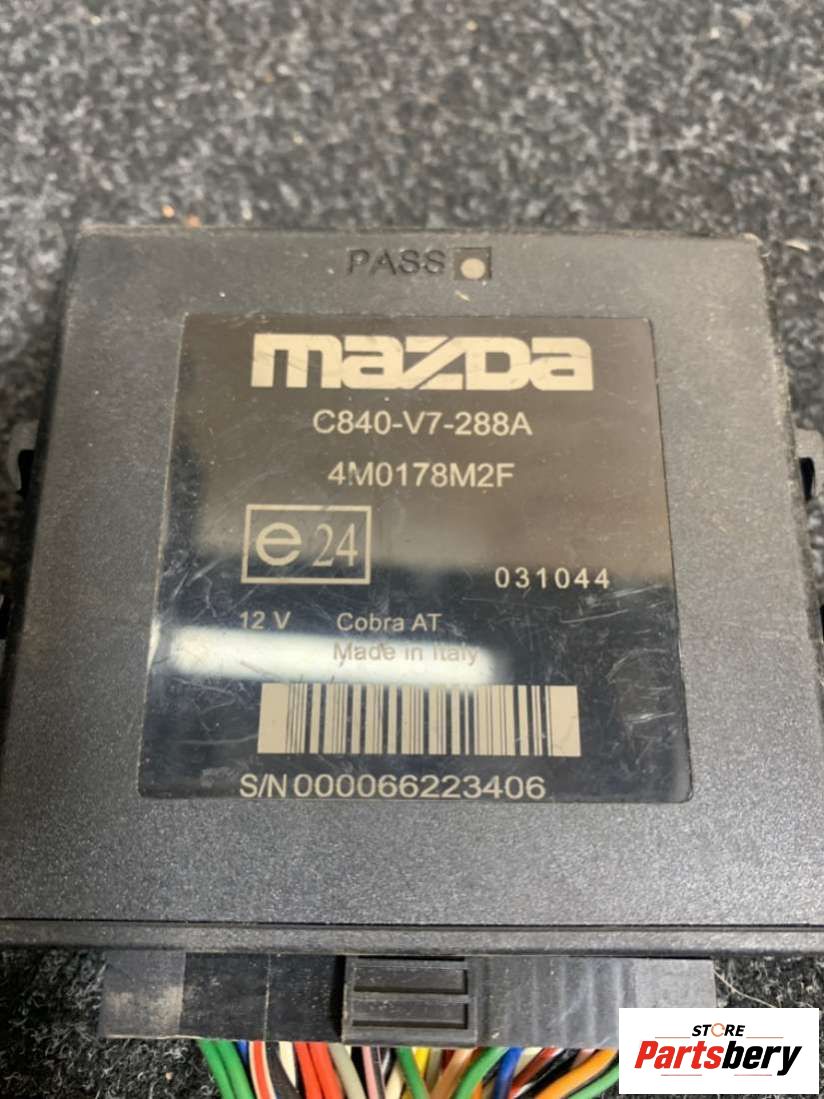 PASS
mazda
C840-V7-288A
4M0178M2F
e 24
031044
12 V Cobra AT
Made in Italy
S/N 000066223406
STORE
Partsbery